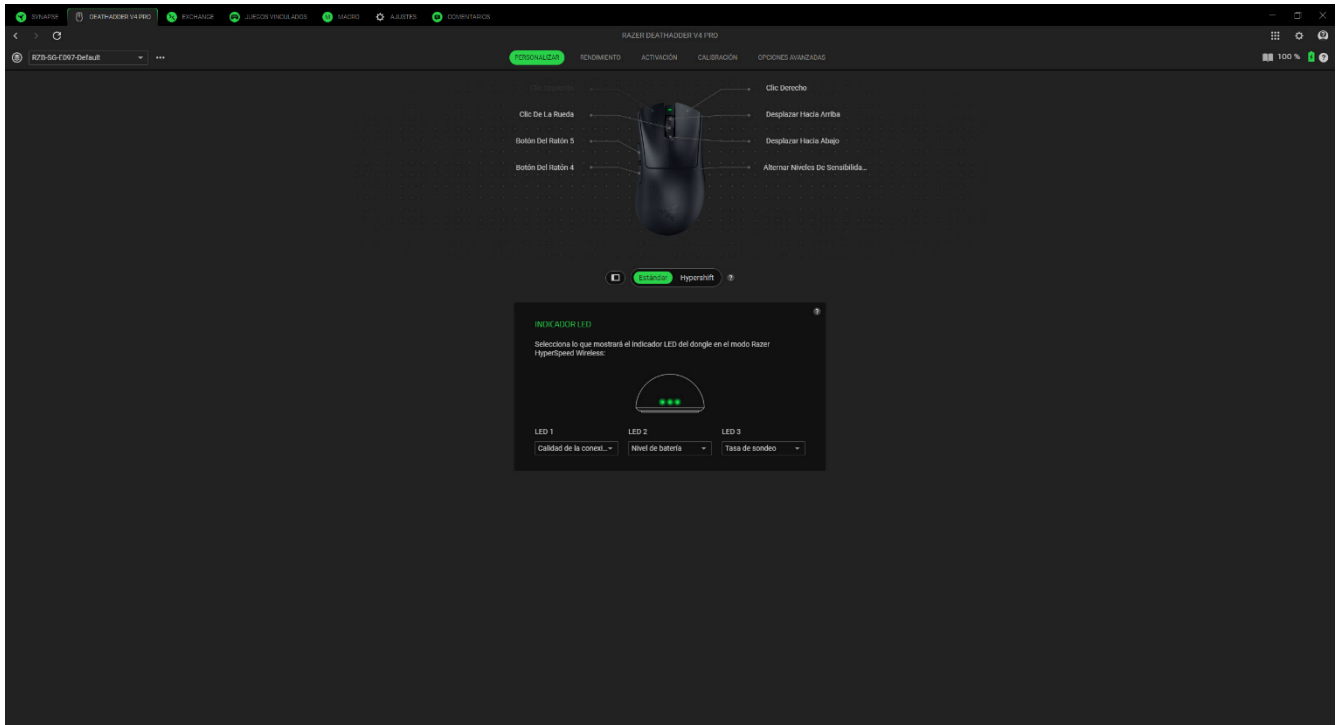 SYNAPSE
DEATHADDER V4 PRO
EXCHANGE
JUEGOS VINCULADOS
MACRO
AJUSTES
COMENTARIOS
RAZER DEATHADDER V4 PRO
PERSONALIZAR
RENDIMIENTO
ACTIVACIÓN
CALIBRACIÓN
OPCIONES AVANZADAS
100 %
Clic Derecho
Clic De La Rueda
Desplazar Hacia Arriba
Botón Del Ratón 5
Desplazar Hacia Abajo
Botón Del Ratón 4
Alternar Niveles De Sensibilida...
Estándar
Hypershift
INDICADOR LED
Selecciona lo que mostrará el indicador LED del dongle en el modo Razer
HyperSpeed Wireless:
LED 1
LED 2
LED 3
Calidad de la conexi...
Nivel de batería
Tasa de sondeo